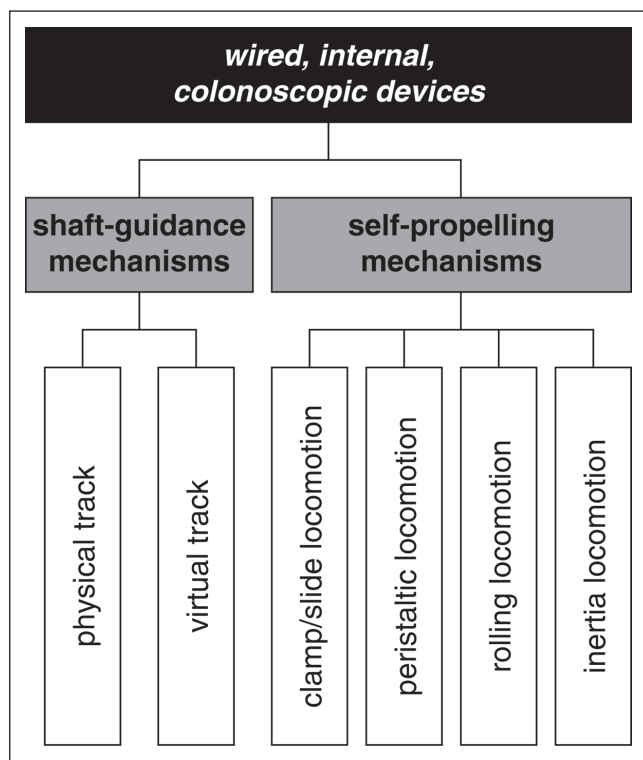 wired, internal,
colonoscopic devices
shaft-guidance
mechanisms
self-propelling
mechanisms
physical track
virtual track
clamp/slide locomotion
peristaltic locomotion
rolling locomotion
inertia locomotion